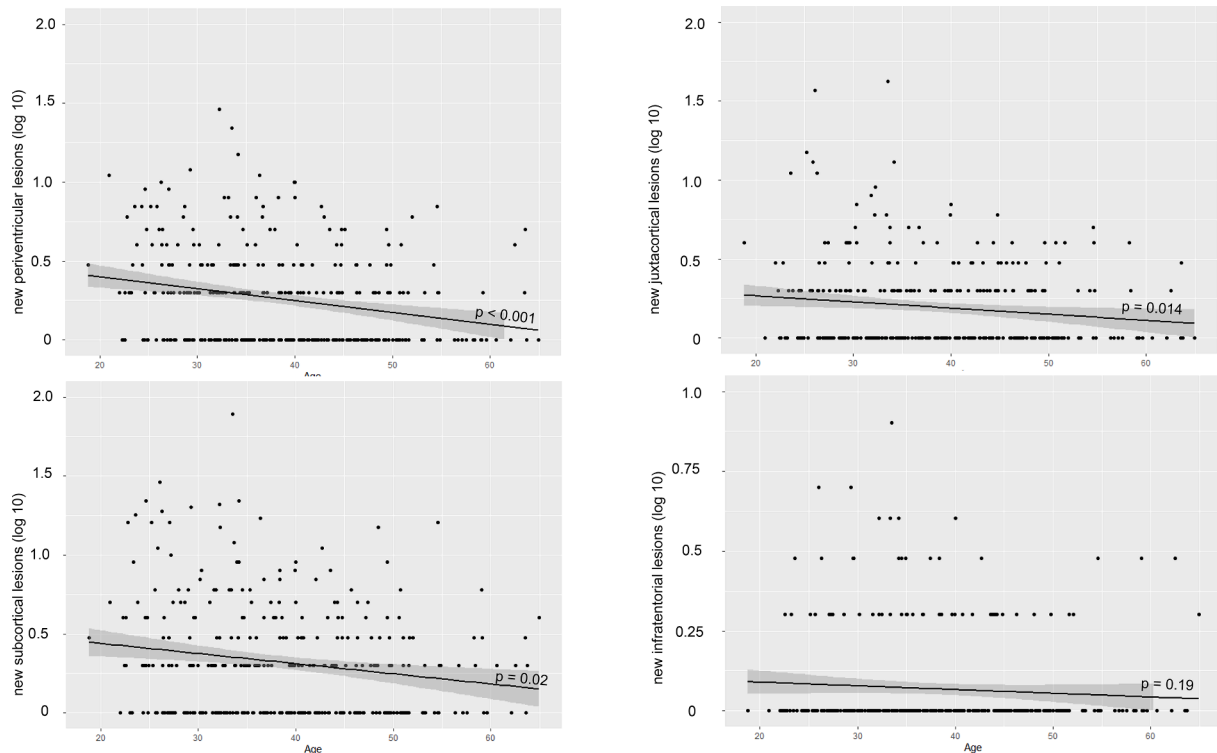 new periventricular lesions (log 10)
2.0
1.5
1.0
0.5
0
p < 0.001
20 30 40 50 60
Age
new juxtacortical lesions (log 10)
2.0
1.5
1.0
0.5
0
p = 0.014
20 30 40 50 60
new subcortical lesions (log 10)
2.0
1.5
1.0
0.5
0
p = 0.02
20 30 40 50 60
Age
new infratentorial lesions (log 10)
1.0
0.75
0.5
0.25
0
p = 0.19
20 30 40 50 60
Age